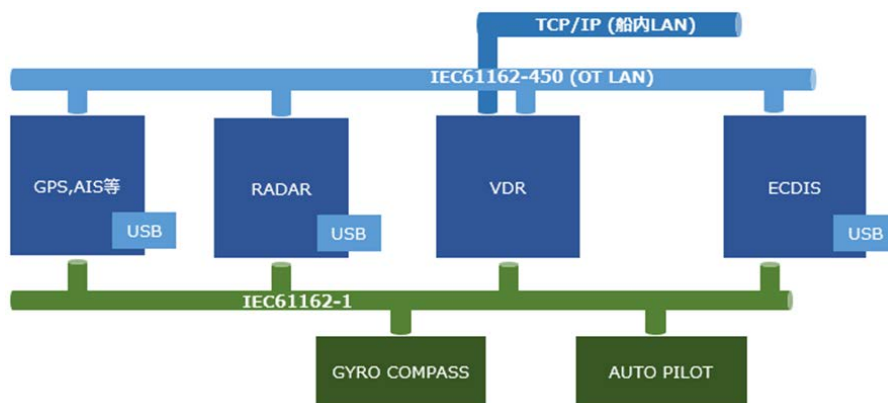 TCP/IP (船内LAN)
IEC61162-450 (OT LAN)
GPS,AIS等
USB
RADAR
USB
VDR
ECDIS
USB
IEC61162-1
GYRO COMPASS
AUTO PILOT